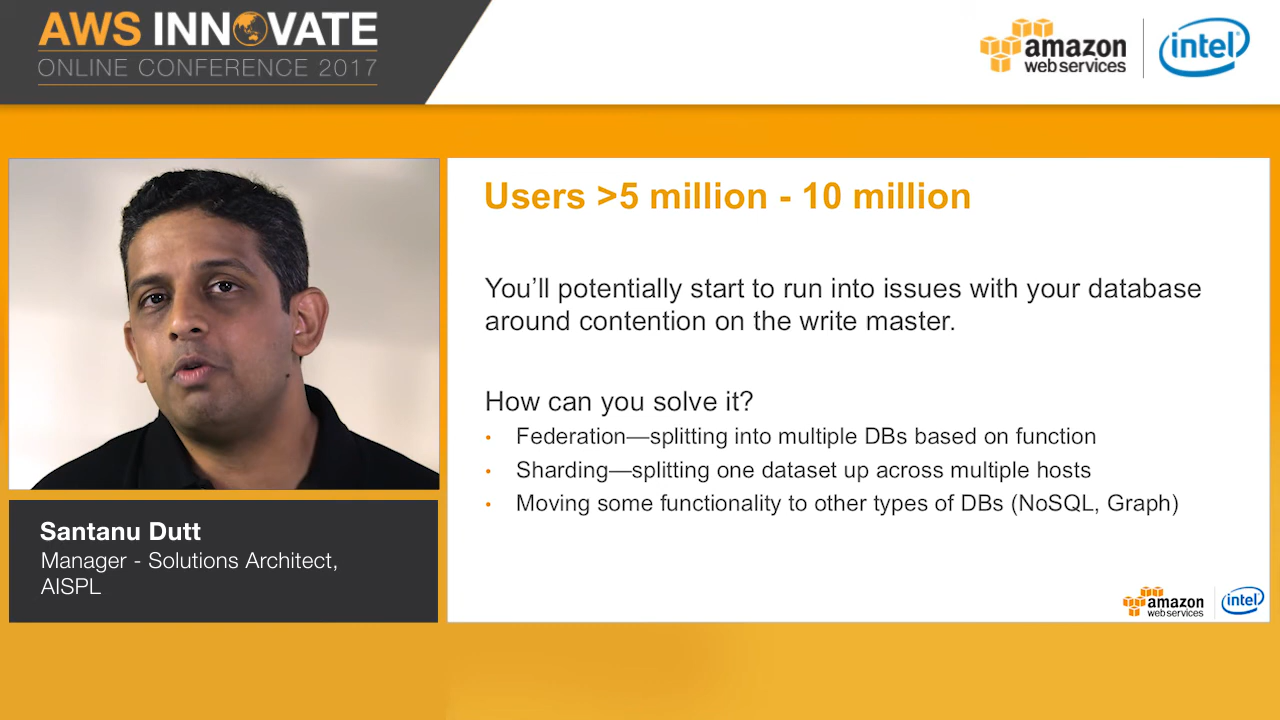 AWS INNOVATE
ONLINE CONFERENCE 2017
amazon
web services
intel
Users >5 million - 10 million
You’ll potentially start to run into issues with your database
around contention on the write master.
How can you solve it?
• Federation—splitting into multiple DBs based on function
• Sharding—splitting one dataset up across multiple hosts
• Moving some functionality to other types of DBs (NoSQL, Graph)
Santanu Dutt
Manager - Solutions Architect,
AISPL
amazon
web services
intel